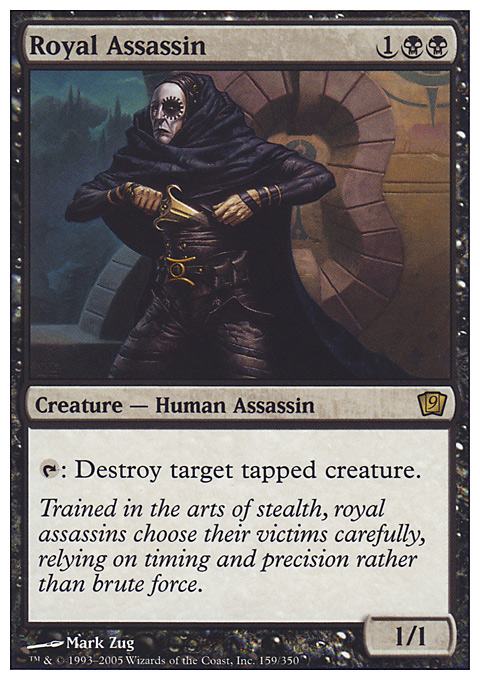 Royal Assassin 1
Creature — Human Assassin 9
: Destroy target tapped creature.
Trained in the arts of stealth, royal
assassins choose their victims carefully,
relying on timing and precision rather
than brute force.
Mark Zug
1/1
™ & © 1993–2005 Wizards of the Coast, Inc. 159/350